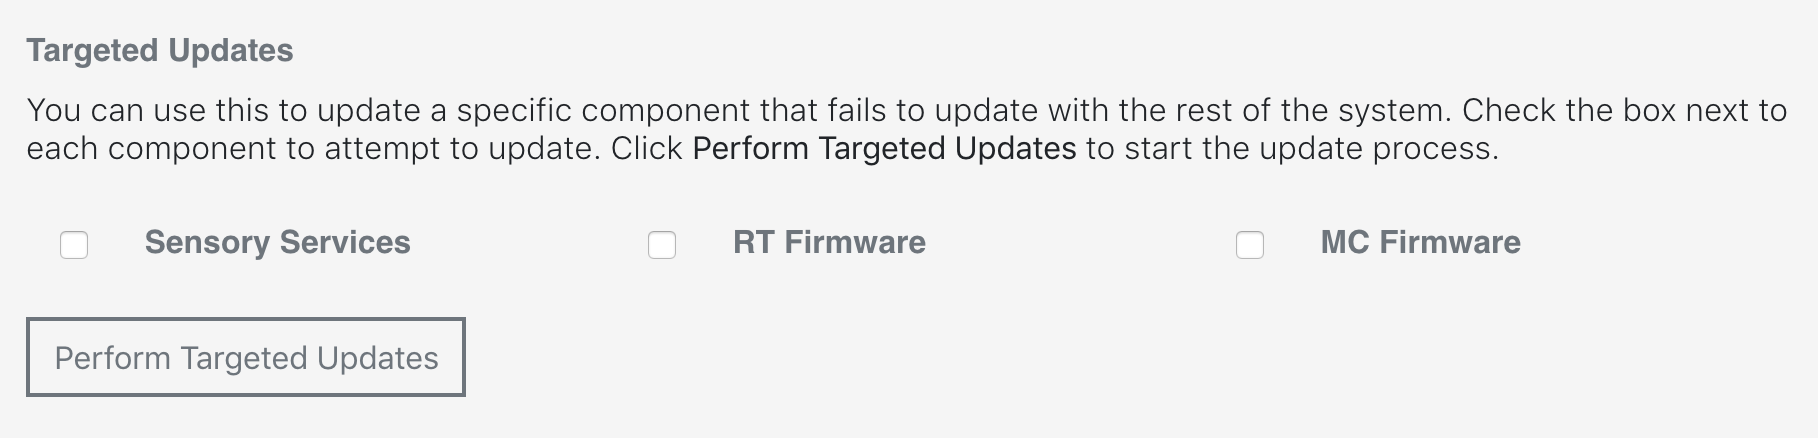 Targeted Updates
You can use this to update a specific component that fails to update with the rest of the system. Check the box next to
each component to attempt to update. Click Perform Targeted Updates to start the update process.
Sensory Services RT Firmware MC Firmware
Perform Targeted Updates